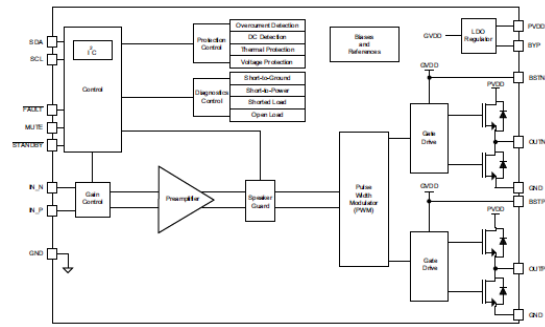 SDA
SCL
FAULT
MUTE
STANDBY
IN_N
IN_P
GND
I²C
Control
Gain
Control
Protection
Control
Overcurrent Detection
DC Detection
Thermal Protection
Voltage Protection
Diagnostics
Control
Short-to-Ground
Short-to-Power
Shorted Load
Open Load
Biases
and
References
GVDD
LDO
Regulator
PVDD
BYP
Preamplifier
Speaker
Guard
Pulse
Width
Modulator
(PWM)
GVDD
Gate
Drive
PVDD
BSTN
OUTN
GND
GVDD
Gate
Drive
PVDD
BSTP
OUTP
GND